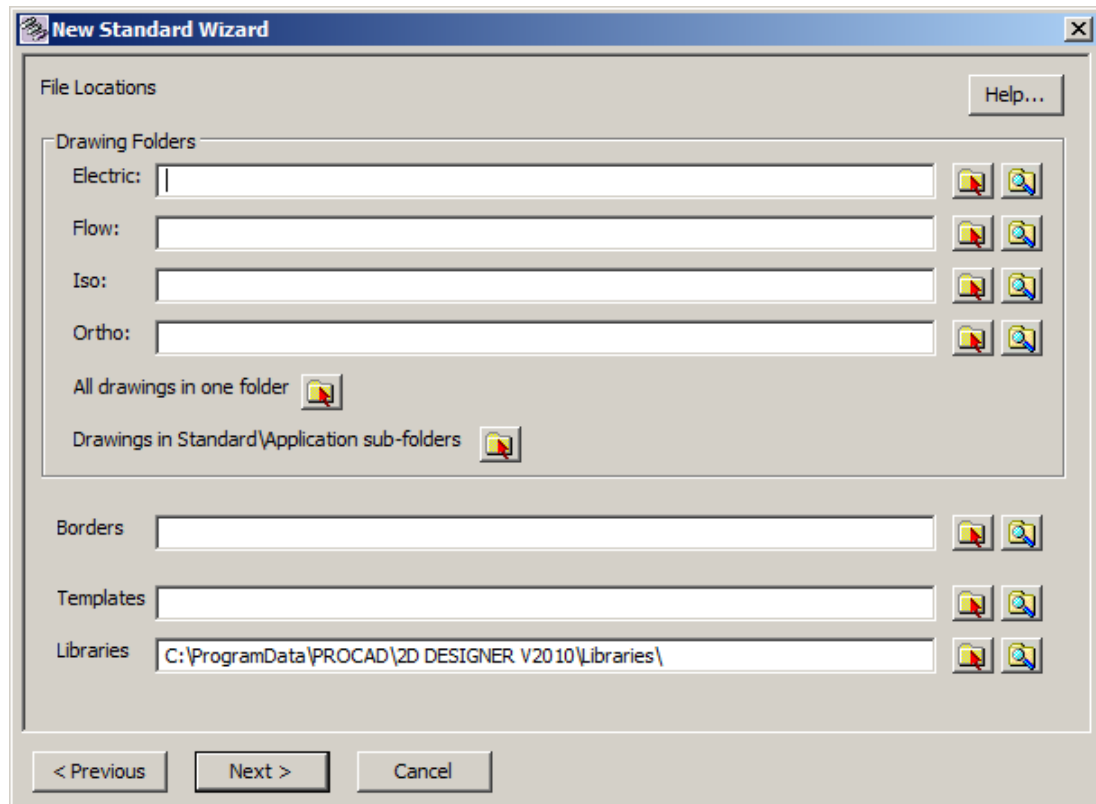 New Standard Wizard
File Locations
Help...
Drawing Folders
Electric:
Flow:
Iso:
Ortho:
All drawings in one folder
Drawings in Standard\Application sub-folders
Borders
Templates
Libraries C:\ProgramData\PROCAD\2D DESIGNER V2010\Libraries\
< Previous Next > Cancel